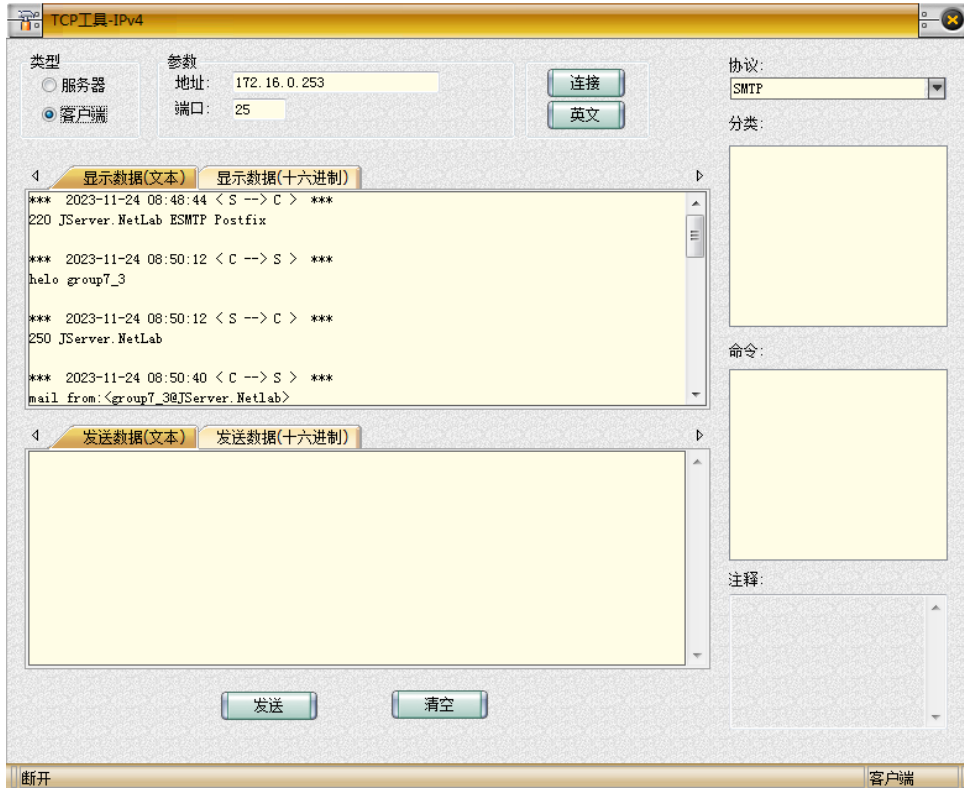 TCP工具-IPv4
类型
服务器
客户端
参数
地址: 172.16.0.253
端口: 25
连接
英文
协议:
SMTP
分类:
显示数据(文本) 显示数据(十六进制)
*** 2023-11-24 08:48:44 < S --> C > ***
220 JServer.NetLab ESMTP Postfix
*** 2023-11-24 08:50:12 < C --> S > ***
helo group7_3
*** 2023-11-24 08:50:12 < S --> C > ***
250 JServer.NetLab
*** 2023-11-24 08:50:40 < C --> S > ***
mail from:<group7_3@JServer.Netlab>
命令:
发送数据(文本) 发送数据(十六进制)
注释:
发送 清空
断开 客户端